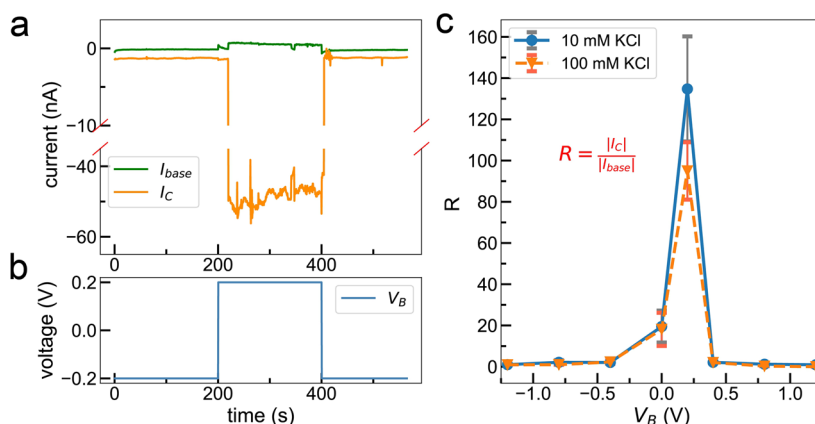 a
current (nA)
0
−10
−40
−60
I_base
I_C
0
200
400
b
voltage (V)
0.2
0.0
−0.2
V_B
0
200
400
time (s)
c
R
160
140
120
100
80
60
40
20
0
10 mM KCl
100 mM KCl
R = |I_C| / |I_base|
−1.0
−0.5
0.0
0.5
1.0
V_B (V)